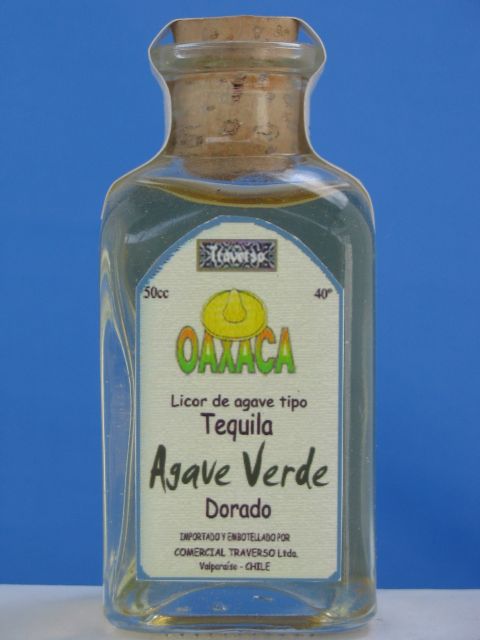 Traverso
50cc 40°
OAXACA
Licor de agave tipo
Tequila
Agave Verde
Dorado
IMPORTADO Y EMBOTELLADO POR
COMERCIAL TRAVERSO Ltda.
Valparaíso - CHILE